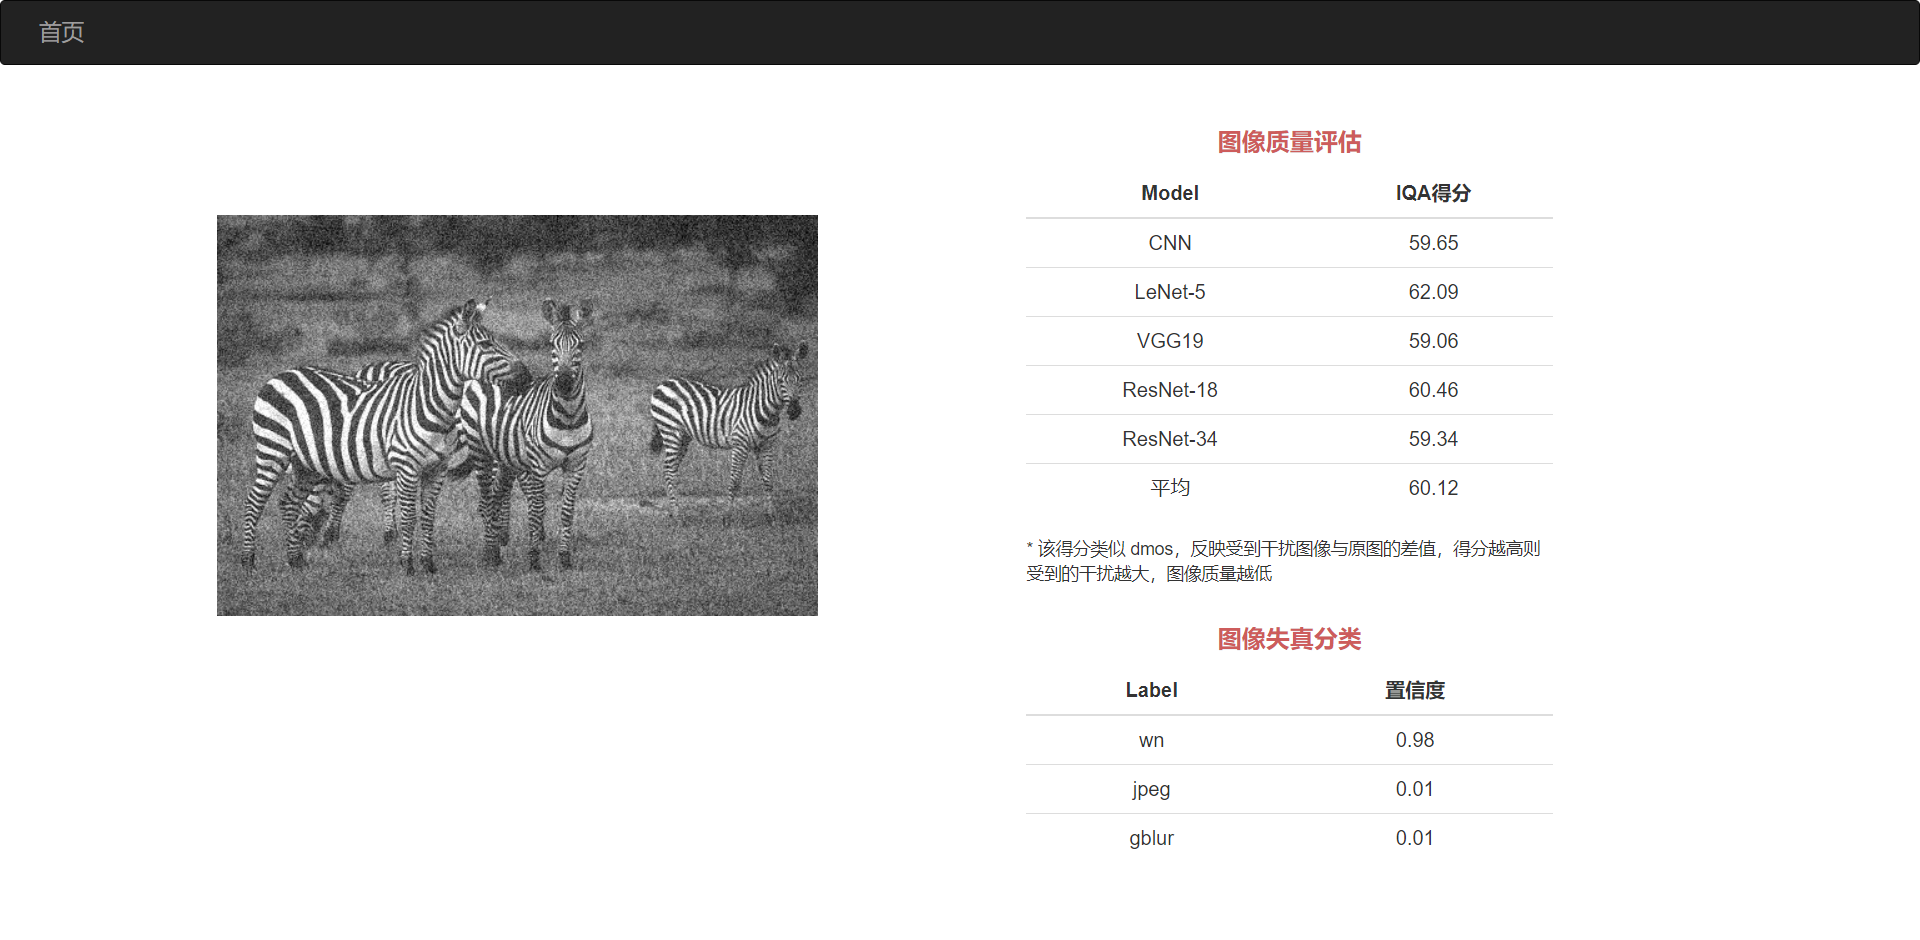 首页
图像质量评估
Model IQA得分
CNN 59.65
LeNet-5 62.09
VGG19 59.06
ResNet-18 60.46
ResNet-34 59.34
平均 60.12
* 该得分类似 dmos，反映受到干扰图像与原图的差值，得分越高则
受到的干扰越大，图像质量越低
图像失真分类
Label 置信度
wn 0.98
jpeg 0.01
gblur 0.01